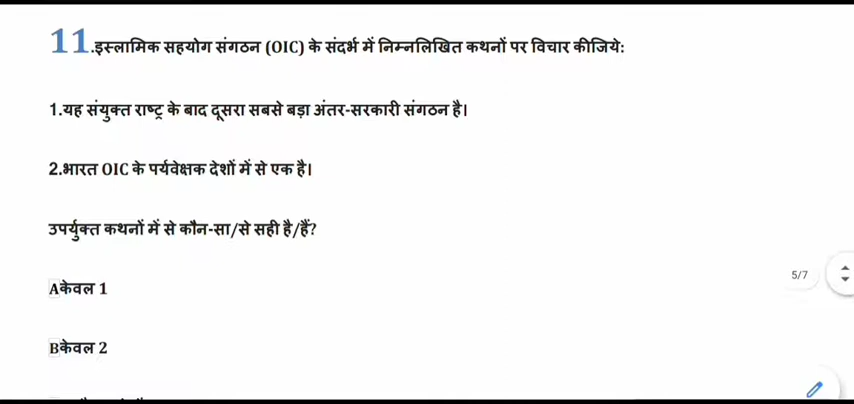 11.इस्लामिक सहयोग संगठन (OIC) के संदर्भ में निम्नलिखित कथनों पर विचार कीजिये:
1.यह संयुक्त राष्ट्र के बाद दूसरा सबसे बड़ा अंतर-सरकारी संगठन है।
2.भारत OIC के पर्यवेक्षक देशों में से एक है।
उपर्युक्त कथनों में से कौन-सा/से सही है/हैं?
5/7
Aकेवल 1
Bकेवल 2